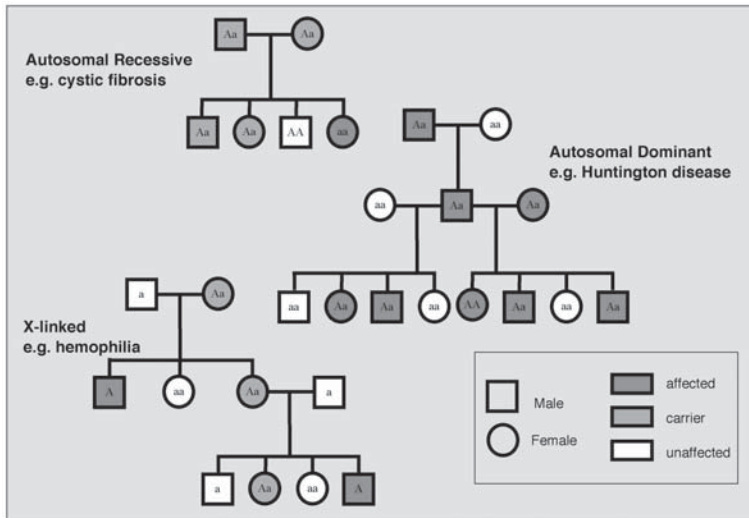 Aa Aa
Autosomal Recessive
e.g. cystic fibrosis
Aa Aa AA aa
Aa aa
Autosomal Dominant
e.g. Huntington disease
aa Aa Aa
aa Aa Aa aa AA Aa aa Aa
a Aa
X-linked
e.g. hemophilia
A aa Aa a
a Aa aa A
Male
Female
affected
carrier
unaffected